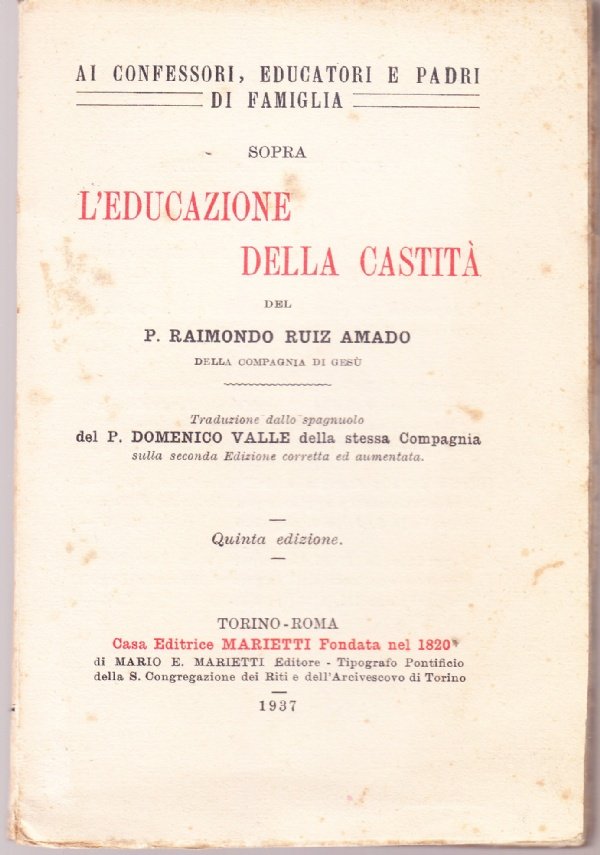 AI CONFESSORI, EDUCATORI E PADRI
DI FAMIGLIA
SOPRA
L'EDUCAZIONE
DELLA CASTITÀ
DEL
P. RAIMONDO RUIZ AMADO
DELLA COMPAGNIA DI GESÙ
Traduzione dallo spagnuolo
del P. DOMENICO VALLE della stessa Compagnia
sulla seconda Edizione corretta ed aumentata.
Quinta edizione.
TORINO-ROMA
Casa Editrice MARIETTI Fondata nel 1820
di MARIO E. MARIETTI Editore - Tipografo Pontificio
della S. Congregazione dei Riti e dell'Arcivescovo di Torino
1937